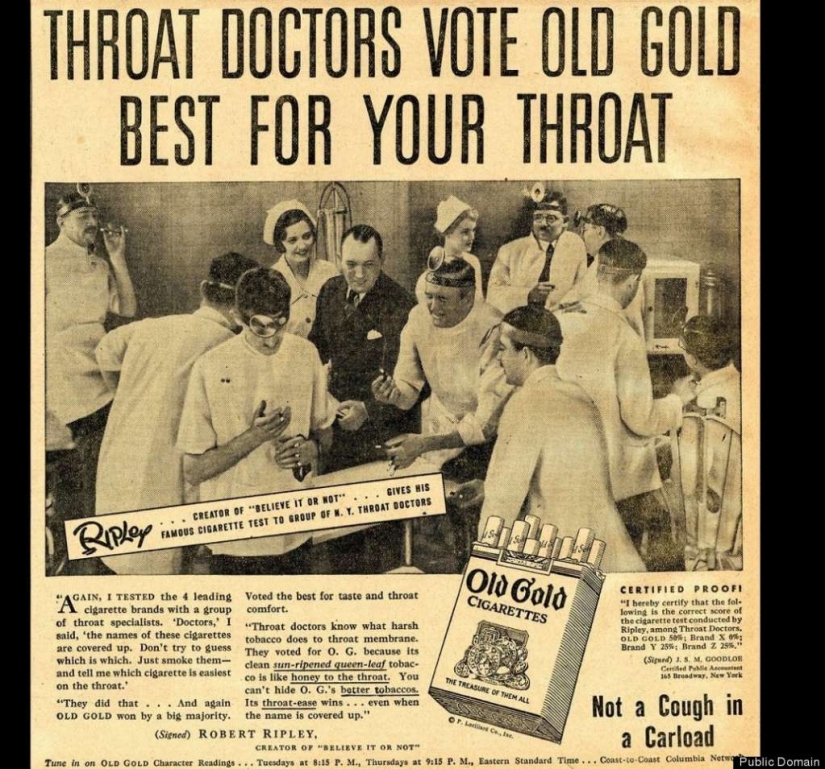 THROAT DOCTORS VOTE OLD GOLD
BEST FOR YOUR THROAT
RIPLEY . . . CREATOR OF "BELIEVE IT OR NOT" . . . . GIVES HIS
FAMOUS CIGARETTE TEST TO GROUP OF N. Y. THROAT DOCTORS
"AGAIN, I TESTED the 4 leading
cigarette brands with a group
of throat specialists. 'Doctors,' I
said, 'the names of these cigarettes
are covered up. Don't try to guess
which is which. Just smoke them—
and tell me which cigarette is easiest
on the throat.'
"They did that . . . And again
OLD GOLD won by a big majority.
Voted the best for taste and throat
comfort.
"Throat doctors know what harsh
tobacco does to throat membrane.
They voted for O. G. because its
clean sun-ripened queen-leaf tobac-
co is like honey to the throat. You
can't hide O. G.'s better tobaccos.
Its throat-ease wins . . . even when
the name is covered up."
(Signed) ROBERT RIPLEY,
CREATOR OF "BELIEVE IT OR NOT"
Old Gold
CIGARETTES
THE TREASURE OF THEM ALL
© P. Lorillard Co., Inc.
CERTIFIED PROOF!
"I hereby certify that the fol-
lowing is the correct score of
the cigarette test conducted by
Ripley, among Throat Doctors.
OLD GOLD 50%; Brand X 0%;
Brand Y 25%; Brand Z 25%."
(Signed) J. S. M. GOODLOE
Certified Public Accountant
165 Broadway, New York
Not a Cough in
a Carload
Tune in on OLD GOLD Character Readings . . . Tuesdays at 8:15 P. M., Thursdays at 9:15 P. M., Eastern Standard Time . . . Coast-to-Coast Columbia Netw
Public Domain